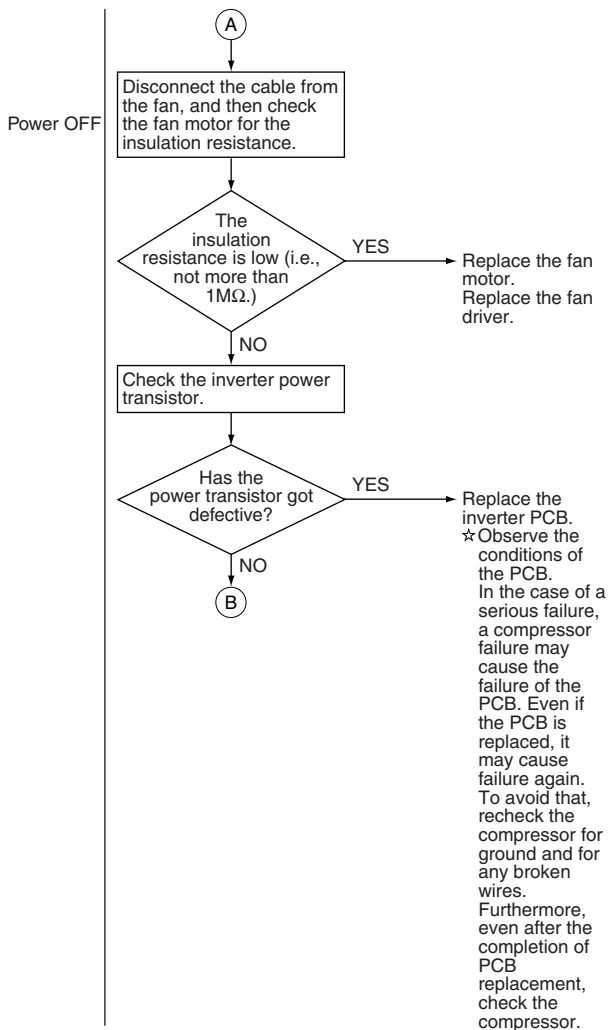 A
Power OFF
Disconnect the cable from
the fan, and then check
the fan motor for the
insulation resistance.
The
insulation
resistance is low (i.e.,
not more than
1MΩ.)
YES
Replace the fan
motor.
Replace the fan
driver.
NO
Check the inverter power
transistor.
Has the
power transistor got
defective?
YES
Replace the
inverter PCB.
☆Observe the
conditions of
the PCB.
In the case of a
serious failure,
a compressor
failure may
cause the
failure of the
PCB. Even if
the PCB is
replaced, it
may cause
failure again.
To avoid that,
recheck the
compressor for
ground and for
any broken
wires.
Furthermore,
even after the
completion of
PCB
replacement,
check the
compressor.
NO
B